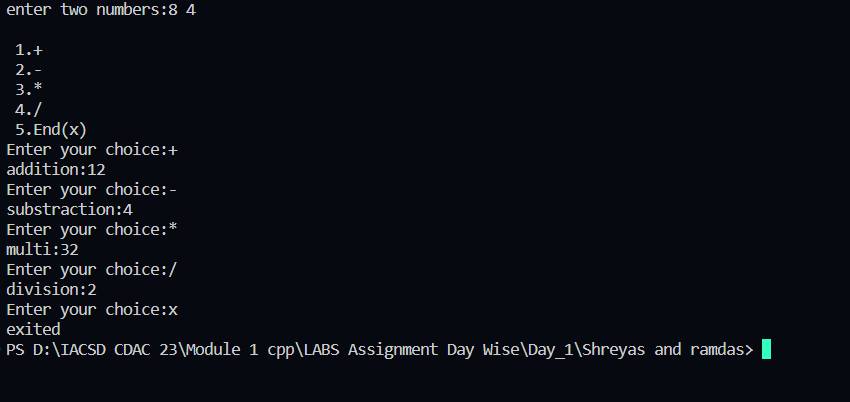 enter two numbers:8 4
1.+
2.-
3.*
4./
5.End(x)
Enter your choice:+
addition:12
Enter your choice:-
substraction:4
Enter your choice:*
multi:32
Enter your choice:/
division:2
Enter your choice:x
exited
PS D:\IACSD CDAC 23\Module 1 cpp\LABS Assignment Day Wise\Day_1\Shreyas and ramdas>